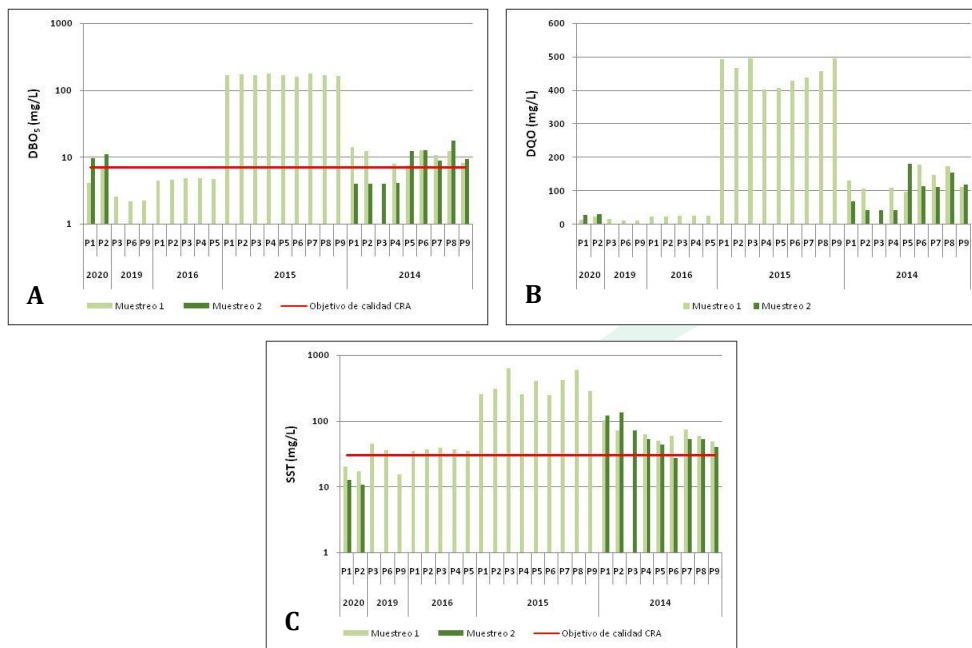 1000
100
10
1
DBO₅ (mg/L)
P1 P2 P3 P6 P9 P1 P2 P3 P4 P5 P1 P2 P3 P4 P5 P6 P7 P8 P9 P1 P2 P3 P4 P5 P6 P7 P8 P9
2020 2019 2016 2015 2014
A
Muestreo 1 Muestreo 2 Objetivo de calidad CRA
600
500
400
300
200
100
0
DQO (mg/L)
P1 P2 P3 P6 P9 P1 P2 P3 P4 P5 P1 P2 P3 P4 P5 P6 P7 P8 P9 P1 P2 P3 P4 P5 P6 P7 P8 P9
2020 2019 2016 2015 2014
B
Muestreo 1 Muestreo 2
1000
100
10
1
SST (mg/L)
P1 P2 P3 P6 P9 P1 P2 P3 P4 P5 P1 P2 P3 P4 P5 P6 P7 P8 P9 P1 P2 P3 P4 P5 P6 P7 P8 P9
2020 2019 2016 2015 2014
C
Muestreo 1 Muestreo 2 Objetivo de calidad CRA